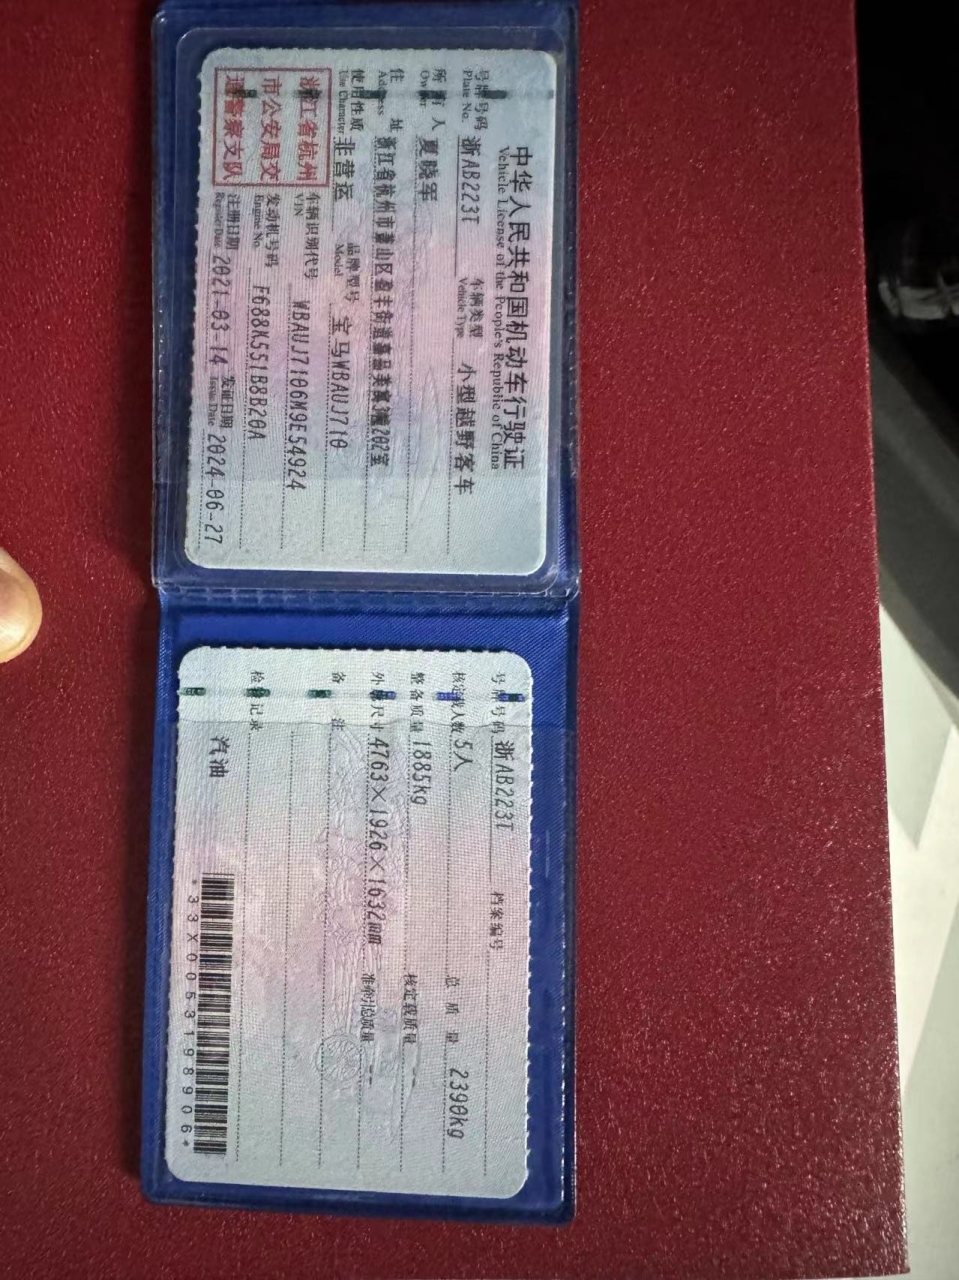 中华人民共和国机动车行驶证
Vehicle License of the People's Republic of China
号牌号码 浙AB223T 车辆类型 小型越野客车
Plate No. Vehicle Type
所有人 夏晓军
Owner
住址 浙江省杭州市萧山区盈丰街道
Address
使用性质 非营运 品牌型号 宝马WBAUJ710
Use Character Model
浙江省杭州
市公安局交
通警察支队
车辆识别代号 WBAUJ7106M9E54924
VIN
发动机号码 F688K551B8B20A
Engine No.
注册日期 2021-03-14 发证日期 2024-06-27
Register Date Issue Date
号牌号码 浙AB223T 档案编号
核定载人数 5人 总质量 2390kg
整备质量 1885kg 核定载质量 --
外廓尺寸 4763×1926×1632mm 准牵引总质量 --
备注
检验记录
汽油
*33X0053198906*